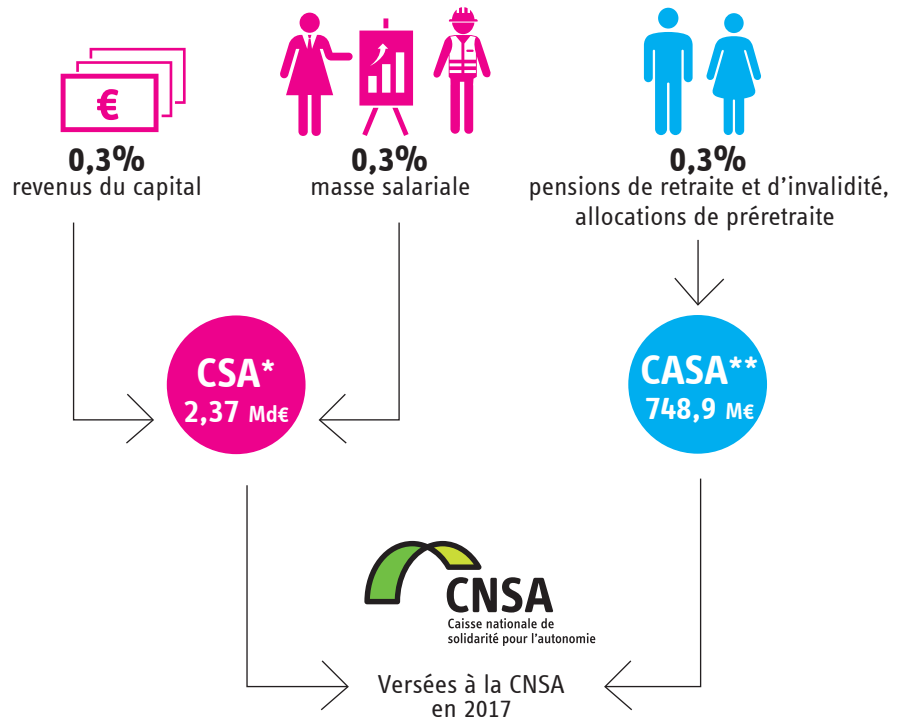 €
0,3%
revenus du capital
0,3%
masse salariale
0,3%
pensions de retraite et d'invalidité,
allocations de préretraite
CSA*
2,37 Md€
CASA**
748,9 M€
CNSA
Caisse nationale de
solidarité pour l'autonomie
Versées à la CNSA
en 2017